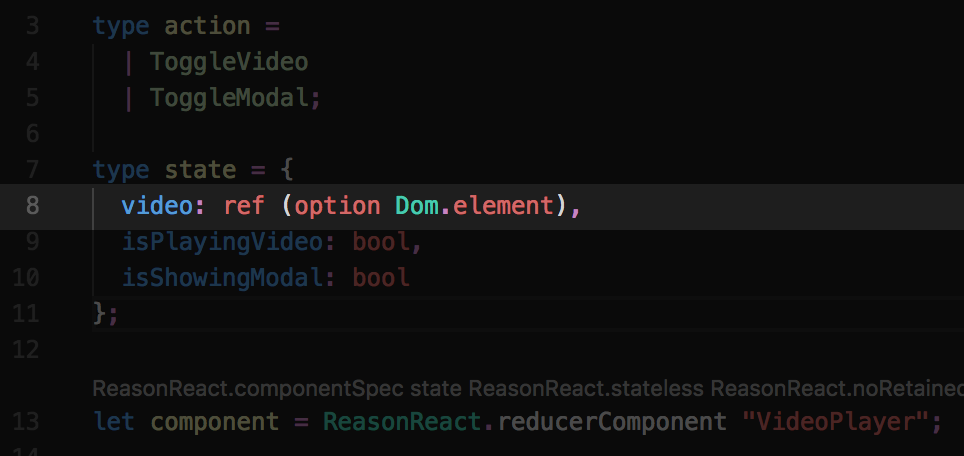 3 type action =
4 | ToggleVideo
5 | ToggleModal;
6
7 type state = {
8 video: ref (option Dom.element),
9 isPlayingVideo: bool,
10 isShowingModal: bool
11 };
12
ReasonReact.componentSpec state ReasonReact.stateless ReasonReact.noRetained
13 let component = ReasonReact.reducerComponent "VideoPlayer";
14